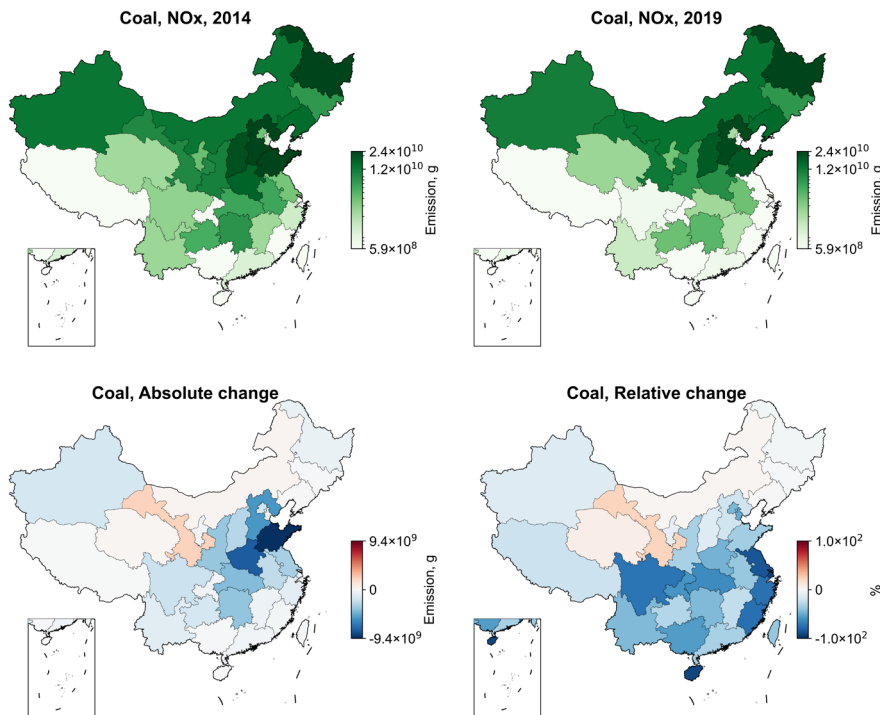 Coal, NOx, 2014
2.4×10¹⁰
1.2×10¹⁰
5.9×10⁸
Emission, g
Coal, NOx, 2019
2.4×10¹⁰
1.2×10¹⁰
5.9×10⁸
Emission, g
Coal, Absolute change
9.4×10⁹
0
-9.4×10⁹
Emission, g
Coal, Relative change
1.0×10²
0
-1.0×10²
%